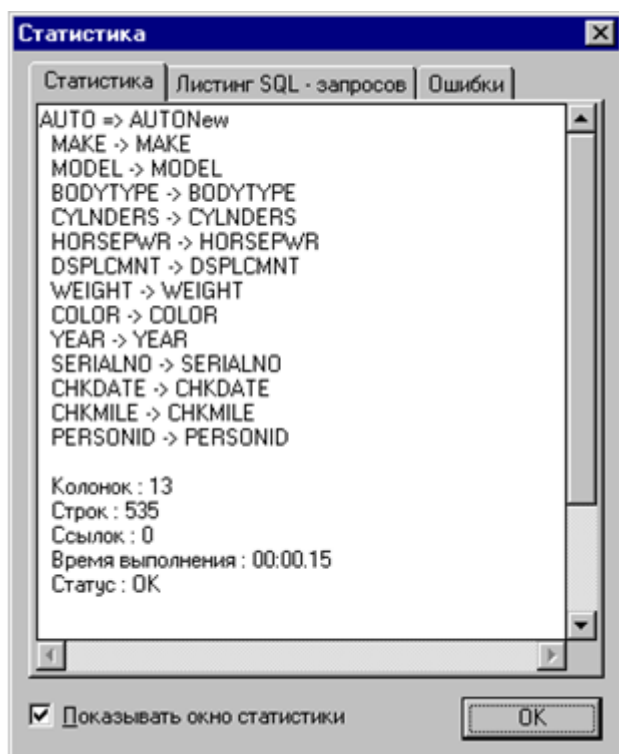 Статистика
Статистика Листинг SQL - запросов Ошибки
AUTO => AUTONew
MAKE -> MAKE
MODEL -> MODEL
BODYTYPE -> BODYTYPE
CYLNDERS -> CYLNDERS
HORSEPWR -> HORSEPWR
DSPLCMNT -> DSPLCMNT
WEIGHT -> WEIGHT
COLOR -> COLOR
YEAR -> YEAR
SERIALNO -> SERIALNO
CHKDATE -> CHKDATE
CHKMILE -> CHKMILE
PERSONID -> PERSONID
Колонок : 13
Строк : 535
Ссылок : 0
Время выполнения : 00:00.15
Статус : OK
Показывать окно статистики OK